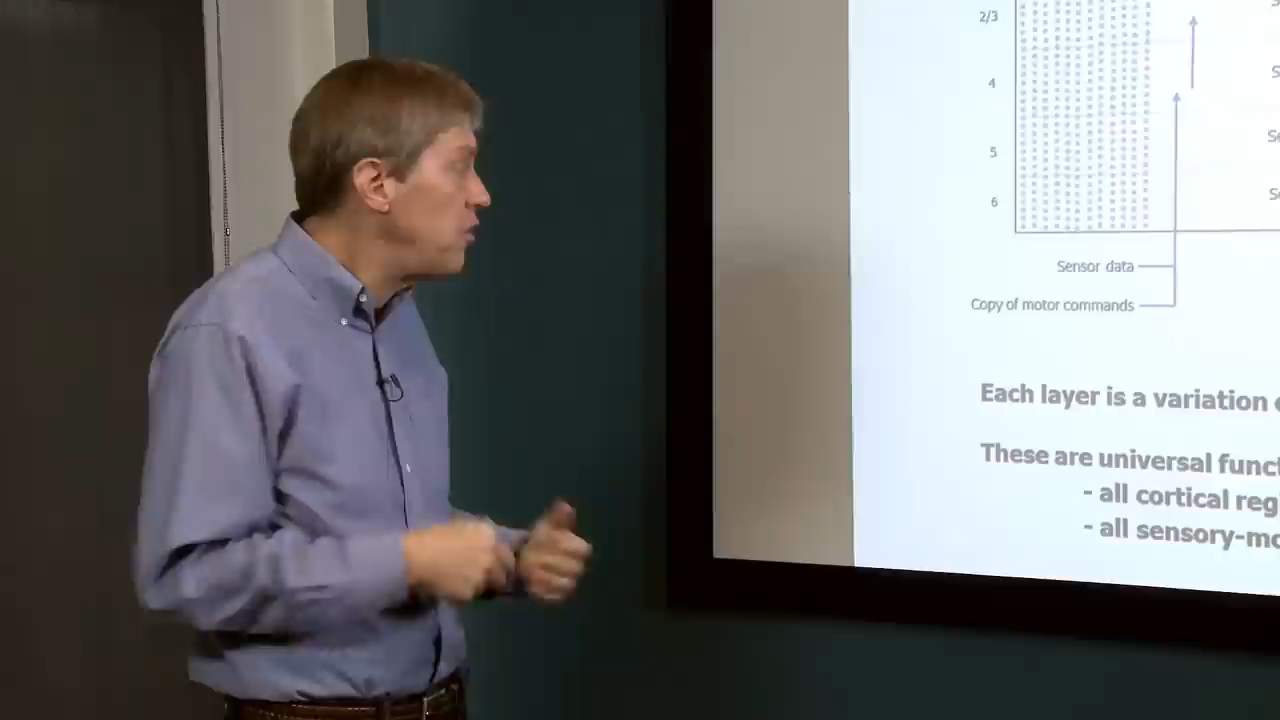 2/3
4
5
6
Sensor data
Copy of motor commands
Each layer is a variation
These are universal funct
- all cortical reg
- all sensory-mo